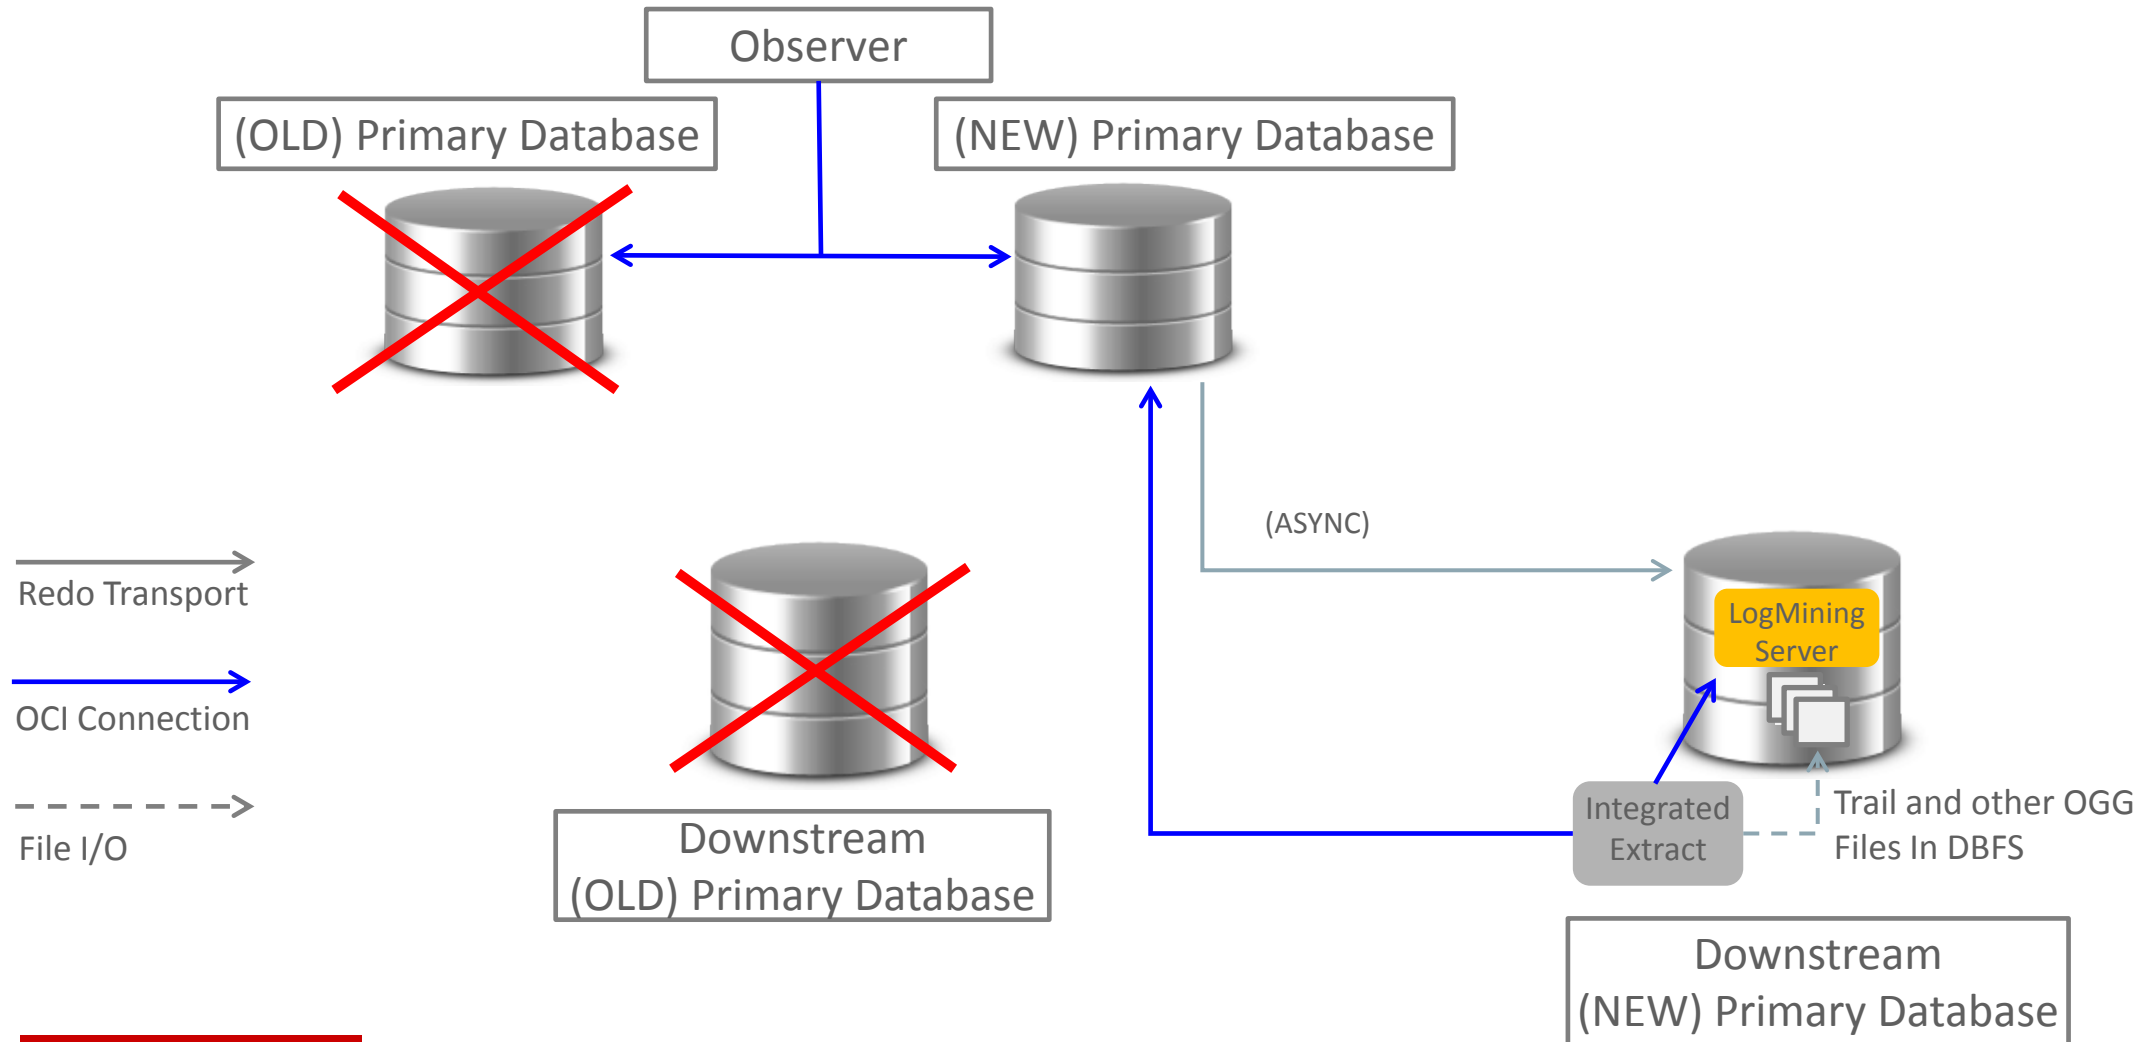 Observer
(OLD) Primary Database
(NEW) Primary Database
(ASYNC)
Redo Transport
OCI Connection
File I/O
LogMining
Server
Integrated
Extract
Trail and other OGG
Files In DBFS
Downstream
(OLD) Primary Database
Downstream
(NEW) Primary Database